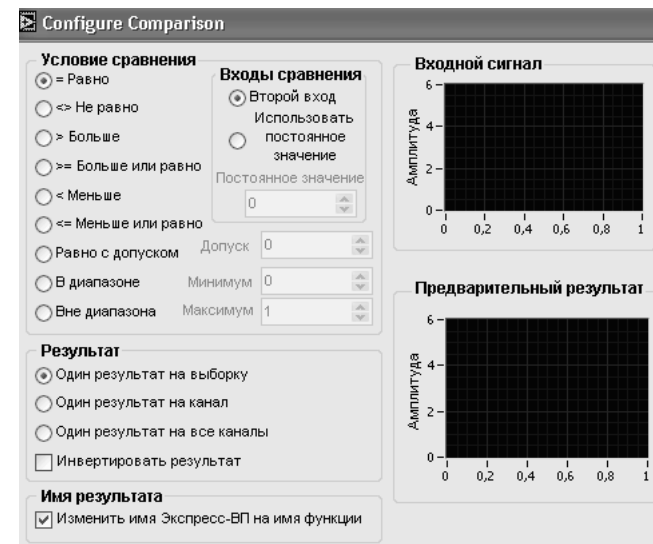 Configure Comparison
Условие сравнения
= Равно
<> Не равно
> Больше
>= Больше или равно
< Меньше
<= Меньше или равно
Равно с допуском
Допуск 0
В диапазоне
Минимум 0
Вне диапазона
Максимум 1
Входы сравнения
Второй вход
Использовать
постоянное
значение
Постоянное значение
0
Результат
Один результат на выборку
Один результат на канал
Один результат на все каналы
Инвертировать результат
Имя результата
Изменить имя Экспресс-ВП на имя функции
Входной сигнал
Амплитуда
6
4
2
0
0 0,2 0,4 0,6 0,8 1
Предварительный результат
Амплитуда
6
4
2
0
0 0,2 0,4 0,6 0,8 1